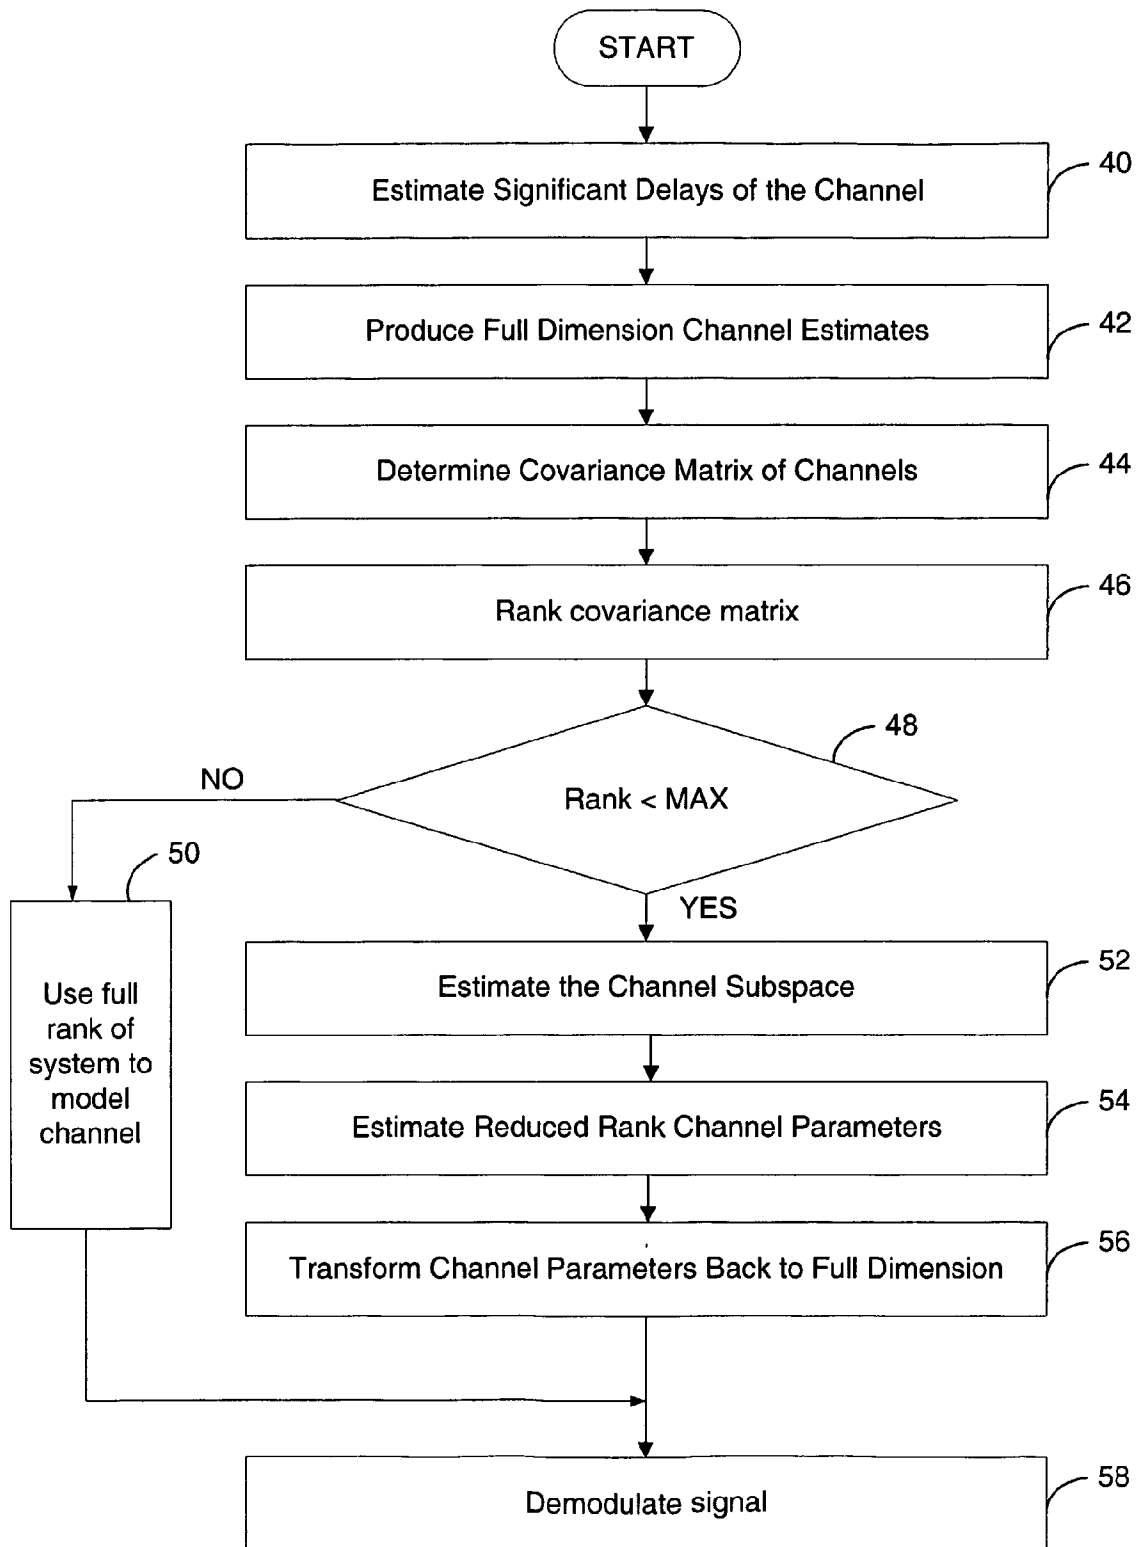 START
Estimate Significant Delays of the Channel
40
Produce Full Dimension Channel Estimates
42
Determine Covariance Matrix of Channels
44
Rank covariance matrix
46
48
Rank < MAX
NO
YES
50
Use full
rank of
system to
model
channel
Estimate the Channel Subspace
52
Estimate Reduced Rank Channel Parameters
54
Transform Channel Parameters Back to Full Dimension
56
Demodulate signal
58